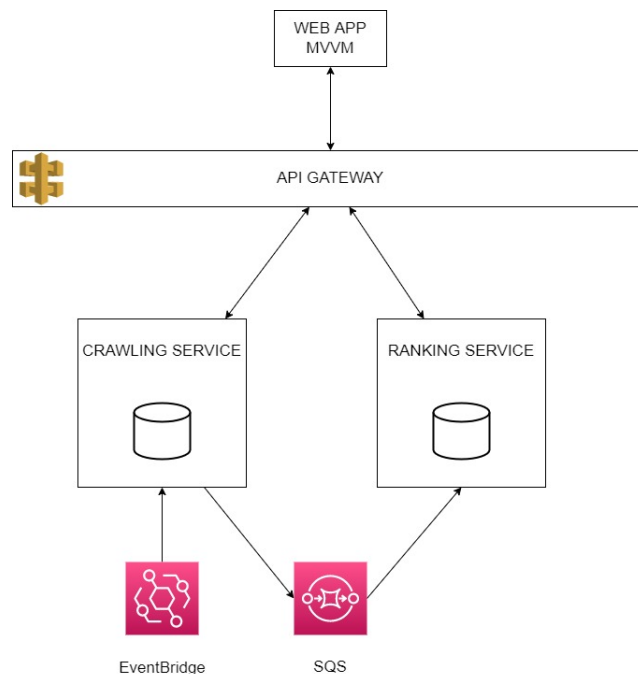 WEB APP
MVVM
API GATEWAY
CRAWLING SERVICE
RANKING SERVICE
EventBridge
SQS